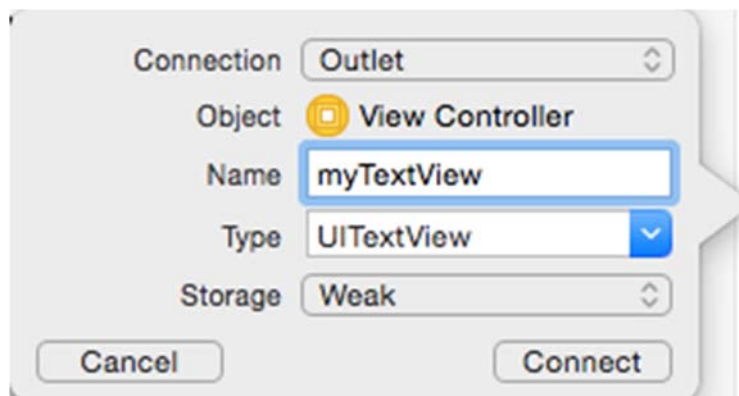 Connection Outlet
Object View Controller
Name myTextView
Type UITextView
Storage Weak
Cancel Connect